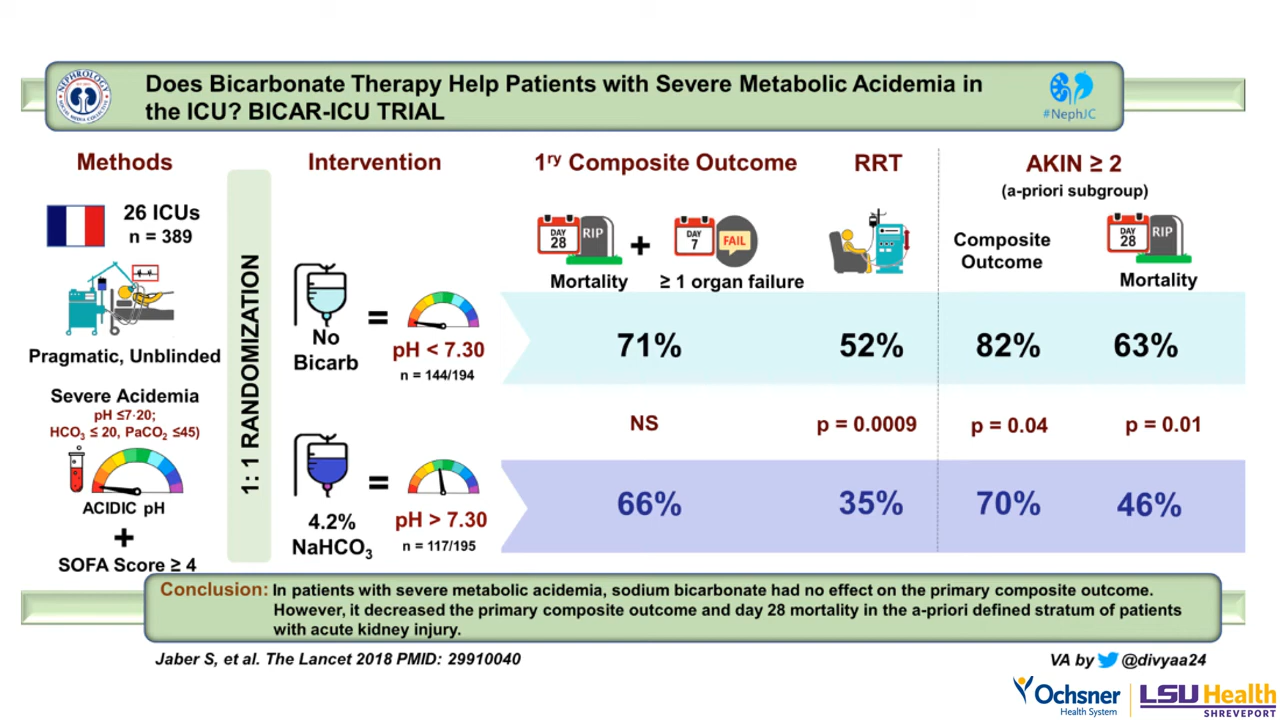 Does Bicarbonate Therapy Help Patients with Severe Metabolic Acidemia in
the ICU? BICAR-ICU TRIAL
NEPHROLOGY
SOCIAL MEDIA COLLECTIVE
#NephJC
Methods
26 ICUs
n = 389
Pragmatic, Unblinded
Severe Acidemia
pH ≤7·20;
HCO₃ ≤ 20, PaCO₂ ≤45)
ACIDIC pH
+
SOFA Score ≥ 4
1: 1 RANDOMIZATION
Intervention
No
Bicarb
=
pH < 7.30
n = 144/194
4.2%
NaHCO₃
=
pH > 7.30
n = 117/195
1ry Composite Outcome
DAY
28
RIP
Mortality
+
DAY
7
FAIL
≥ 1 organ failure
71%
NS
66%
RRT
52%
p = 0.0009
35%
AKIN ≥ 2
(a-priori subgroup)
Composite
Outcome
82%
p = 0.04
70%
DAY
28
RIP
Mortality
63%
p = 0.01
46%
Conclusion: In patients with severe metabolic acidemia, sodium bicarbonate had no effect on the primary composite outcome.
However, it decreased the primary composite outcome and day 28 mortality in the a-priori defined stratum of patients
with acute kidney injury.
Jaber S, et al. The Lancet 2018 PMID: 29910040
VA by @divyaa24
Ochsner
Health System
LSU Health
SHREVEPORT